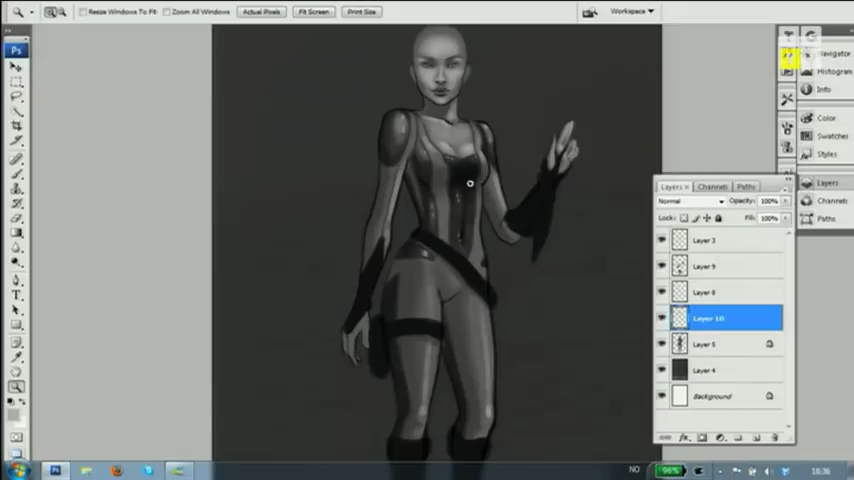 Resize Windows To Fit Zoom All Windows Actual Pixels Fit Screen Print Size Workspace
Ps
Navigator
Histogram
Info
Color
Swatches
Styles
Layers
Channels
Paths
Layers × Channels Paths
Normal Opacity: 100%
Lock: Fill: 100%
Layer 3
Layer 9
Layer 8
Layer 10
Layer 5
Layer 4
Background
T
Ps NO 96% 18:36